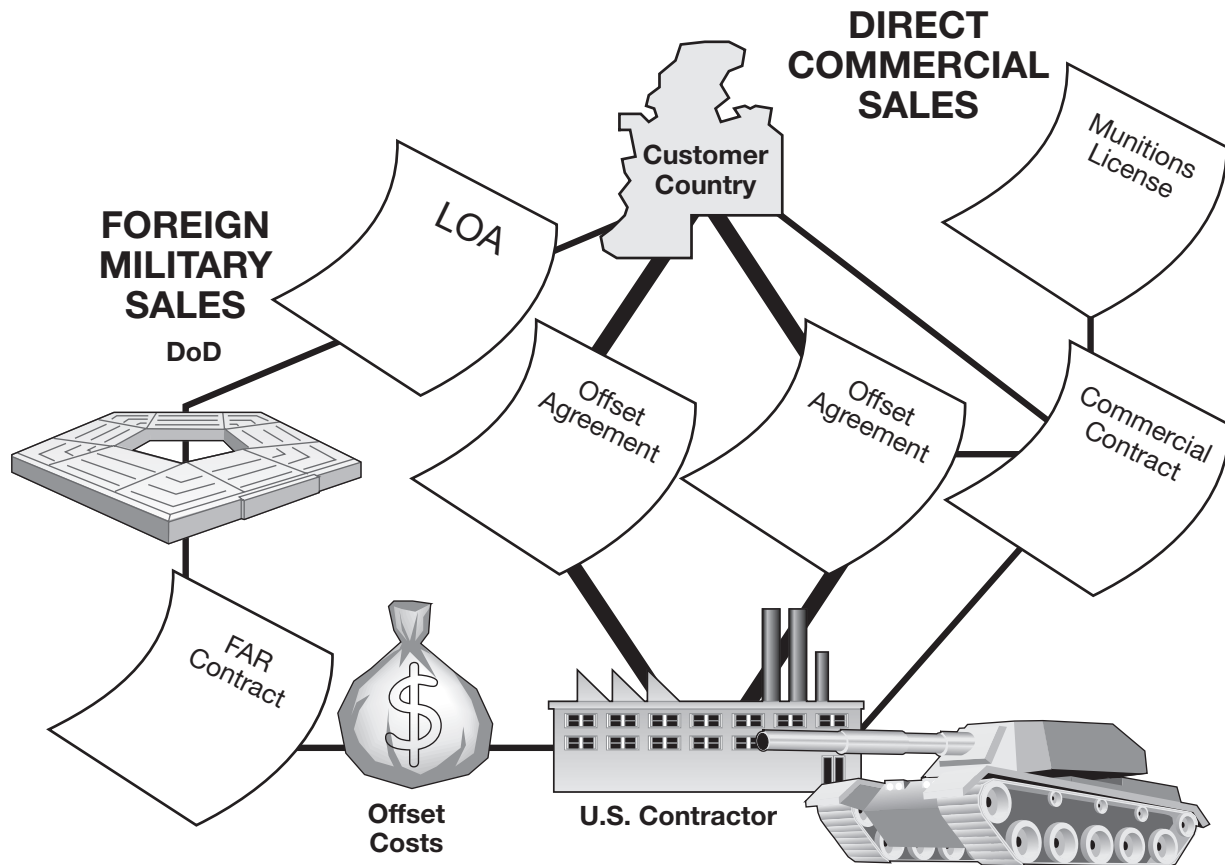 DIRECT
COMMERCIAL
SALES
Munitions
License
Customer
Country
LOA
FOREIGN
MILITARY
SALES
DoD
Offset
Agreement
Offset
Agreement
Commercial
Contract
FAR
Contract
$
Offset
Costs
U.S. Contractor